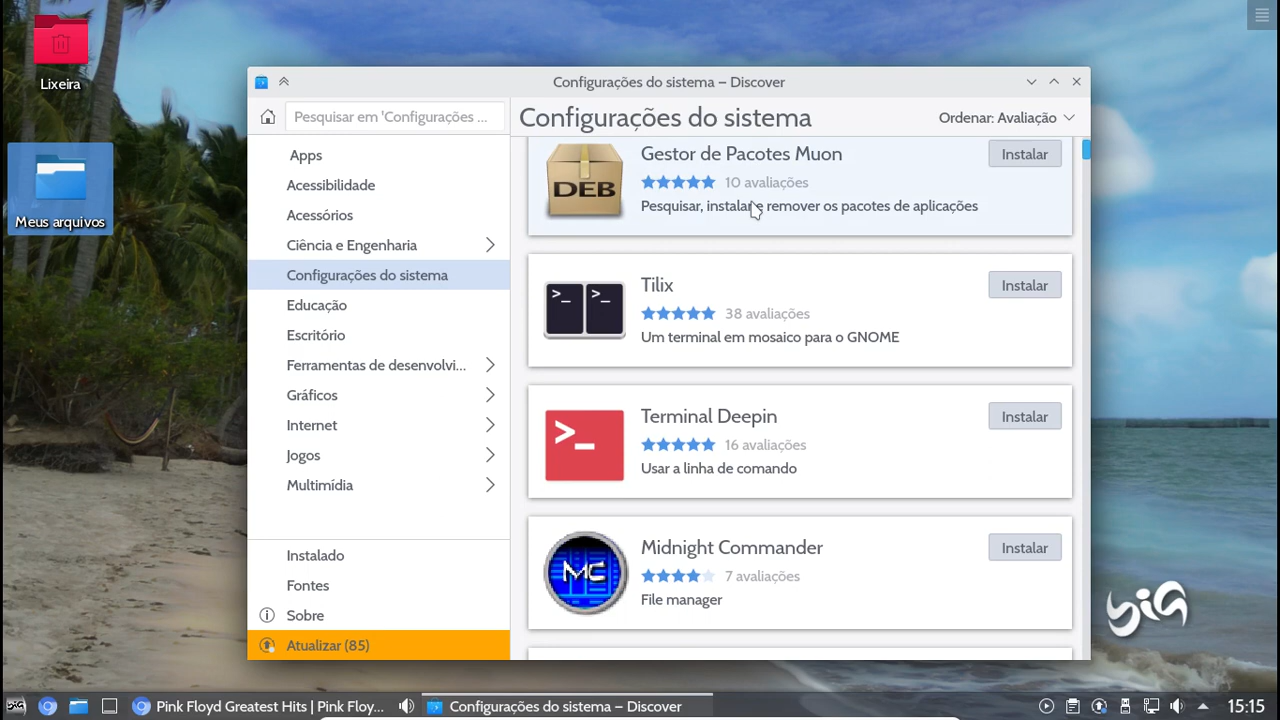 Lixeira
Meus arquivos
Configurações do sistema – Discover
Pesquisar em 'Configurações ...
Configurações do sistema
Ordenar: Avaliação
Apps
Acessibilidade
Acessórios
Ciência e Engenharia
Configurações do sistema
Educação
Escritório
Ferramentas de desenvolvi...
Gráficos
Internet
Jogos
Multimídia
Instalado
Fontes
Sobre
Atualizar (85)
DEB
Gestor de Pacotes Muon
Instalar
10 avaliações
Pesquisar, instalar e remover os pacotes de aplicações
>_ >_
Tilix
Instalar
38 avaliações
Um terminal em mosaico para o GNOME
>_
Terminal Deepin
Instalar
16 avaliações
Usar a linha de comando
MC
Midnight Commander
Instalar
7 avaliações
File manager
BIG
BIG
Pink Floyd Greatest Hits | Pink Floy...
Configurações do sistema – Discover
15:15